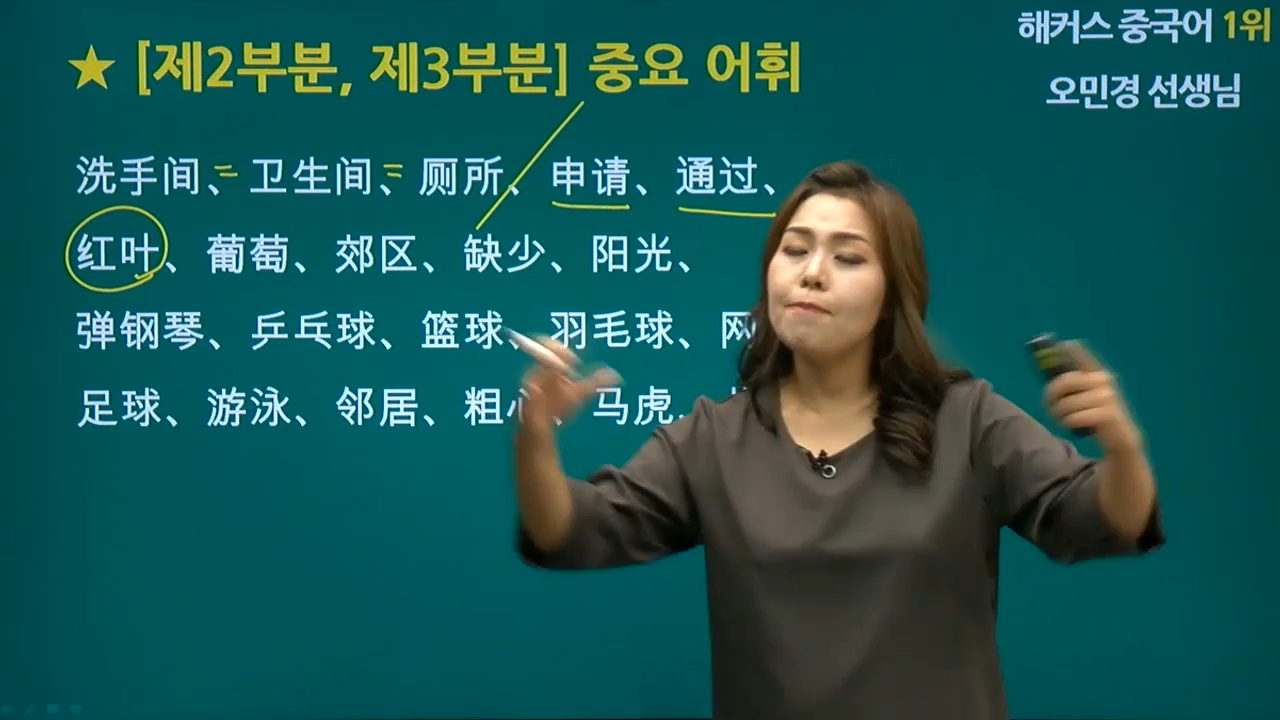 ★ [제2부분, 제3부분] 중요 어휘
해커스 중국어 1위
오민경 선생님
洗手间、= 卫生间、= 厕所、申请、通过、
红叶、葡萄、郊区、缺少、阳光、
弹钢琴、乒乓球、篮球、羽毛球、网
足球、游泳、邻居、粗心、马虎、